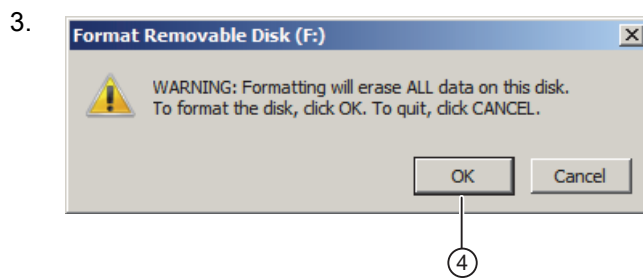 3.
Format Removable Disk (F:)
WARNING: Formatting will erase ALL data on this disk.
To format the disk, click OK. To quit, click CANCEL.
OK Cancel
4